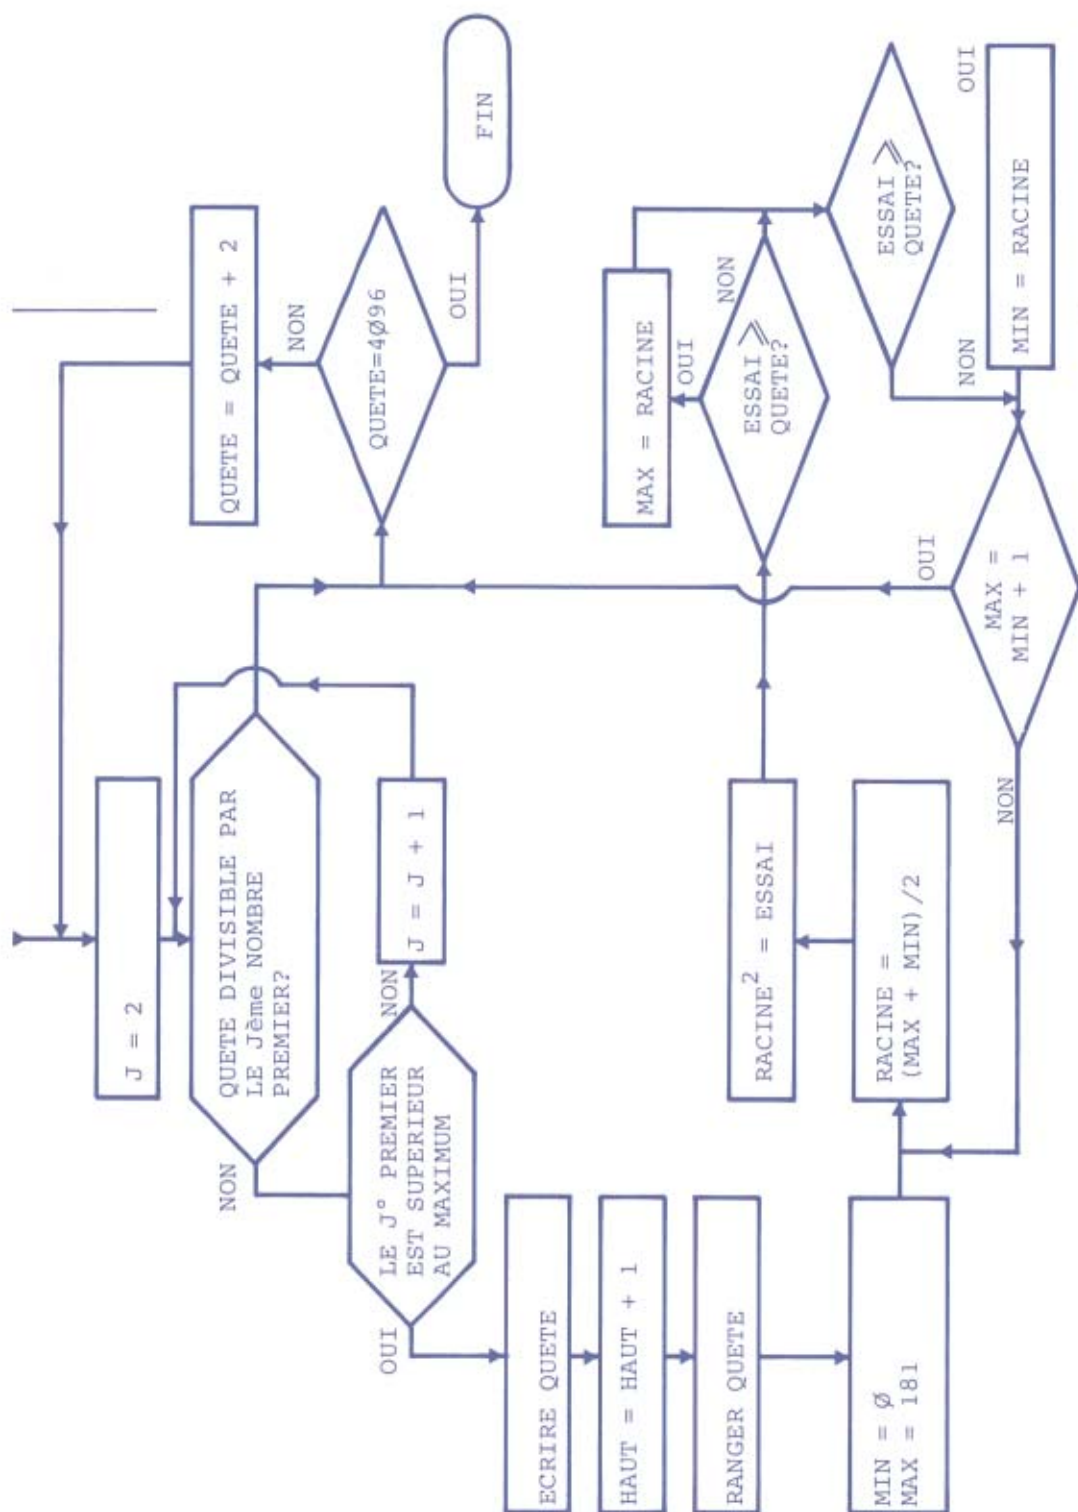 J = 2
QUETE DIVISIBLE PAR
LE Jème NOMBRE
PREMIER?
NON
LE J° PREMIER
EST SUPERIEUR
AU MAXIMUM
NON
J = J + 1
OUI
ECRIRE QUETE
HAUT = HAUT + 1
RANGER QUETE
MIN = Ø
MAX = 181
RACINE =
(MAX + MIN)/2
RACINE² = ESSAI
ESSAI ⩾
QUETE?
OUI
MAX = RACINE
NON
ESSAI ⩾
QUETE?
NON
OUI
MIN = RACINE
MAX =
MIN + 1
NON
OUI
QUETE=4Ø96
NON
QUETE = QUETE + 2
OUI
FIN